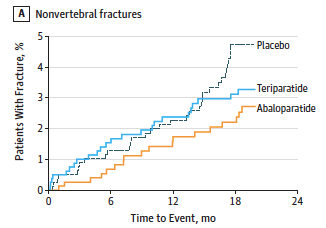 A Nonvertebral fractures
Patients With Fracture, %
5
4
3
2
1
0
Placebo
Teriparatide
Abaloparatide
0 6 12 18 24
Time to Event, mo